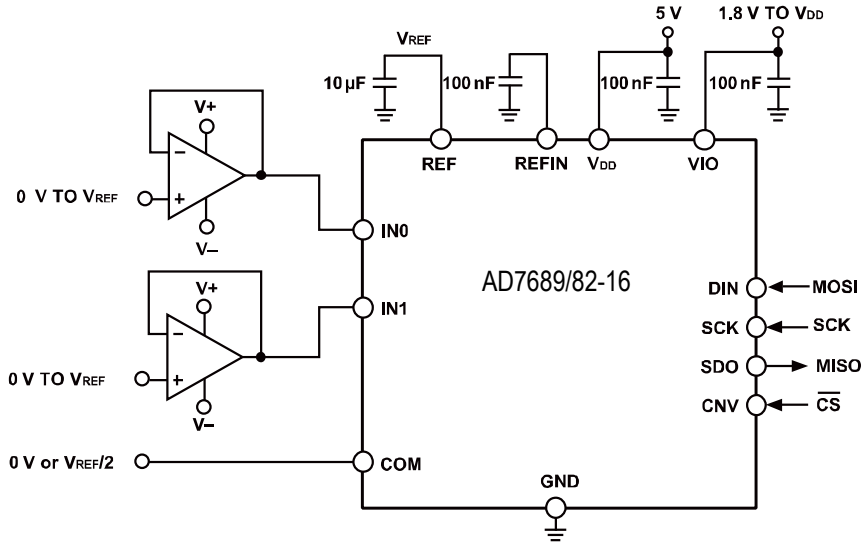 5 V
1.8 V TO VDD
VREF
10 µF
100 nF
100 nF
100 nF
REF
REFIN
VDD
VIO
V+
−
+
0 V TO VREF
V−
IN0
V+
−
+
0 V TO VREF
V−
IN1
AD7689/82-16
DIN
MOSI
SCK
SCK
SDO
MISO
CNV
CS
0 V or VREF/2
COM
GND